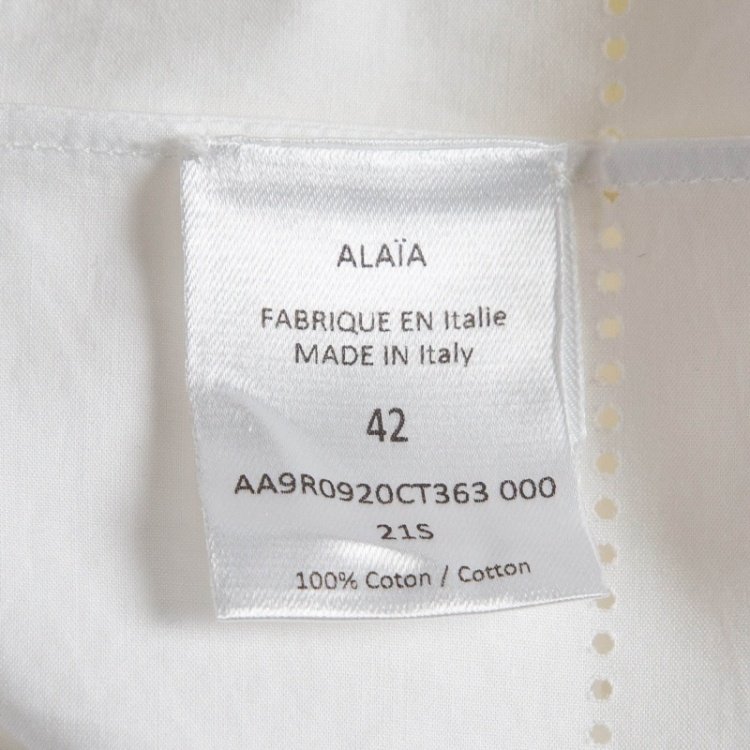 ALAÏA
FABRIQUE EN Italie
MADE IN Italy
42
AA9R0920CT363 000
21S
100% Coton / Cotton